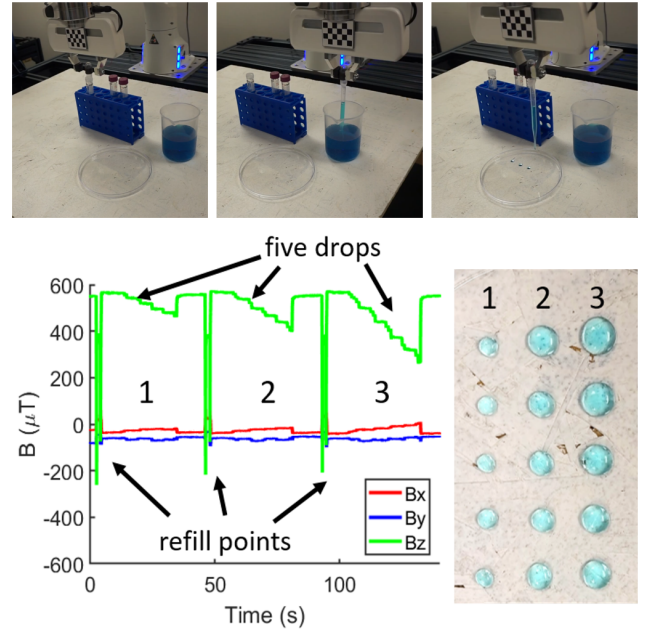 five drops
600
400
200
0
-200
-400
-600
B (μT)
1
2
3
refill points
Bx
By
Bz
0
50
100
Time (s)
1
2
3